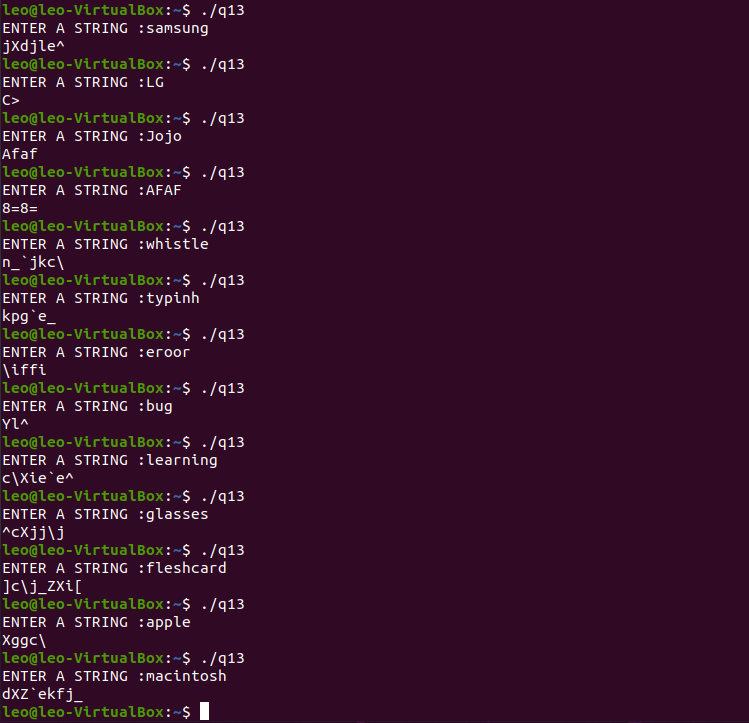 leo@leo-VirtualBox:~$ ./q13
ENTER A STRING :samsung
jXdjle^
leo@leo-VirtualBox:~$ ./q13
ENTER A STRING :LG
C>
leo@leo-VirtualBox:~$ ./q13
ENTER A STRING :Jojo
Afaf
leo@leo-VirtualBox:~$ ./q13
ENTER A STRING :AFAF
8=8=
leo@leo-VirtualBox:~$ ./q13
ENTER A STRING :whistle
n_`jkc\
leo@leo-VirtualBox:~$ ./q13
ENTER A STRING :typinh
kpg`e_
leo@leo-VirtualBox:~$ ./q13
ENTER A STRING :eroor
\iffi
leo@leo-VirtualBox:~$ ./q13
ENTER A STRING :bug
Yl^
leo@leo-VirtualBox:~$ ./q13
ENTER A STRING :learning
c\Xie`e^
leo@leo-VirtualBox:~$ ./q13
ENTER A STRING :glasses
^cXjj\j
leo@leo-VirtualBox:~$ ./q13
ENTER A STRING :fleshcard
]c\j_ZXi[
leo@leo-VirtualBox:~$ ./q13
ENTER A STRING :apple
Xggc\
leo@leo-VirtualBox:~$ ./q13
ENTER A STRING :macintosh
dXZ`ekfj_
leo@leo-VirtualBox:~$